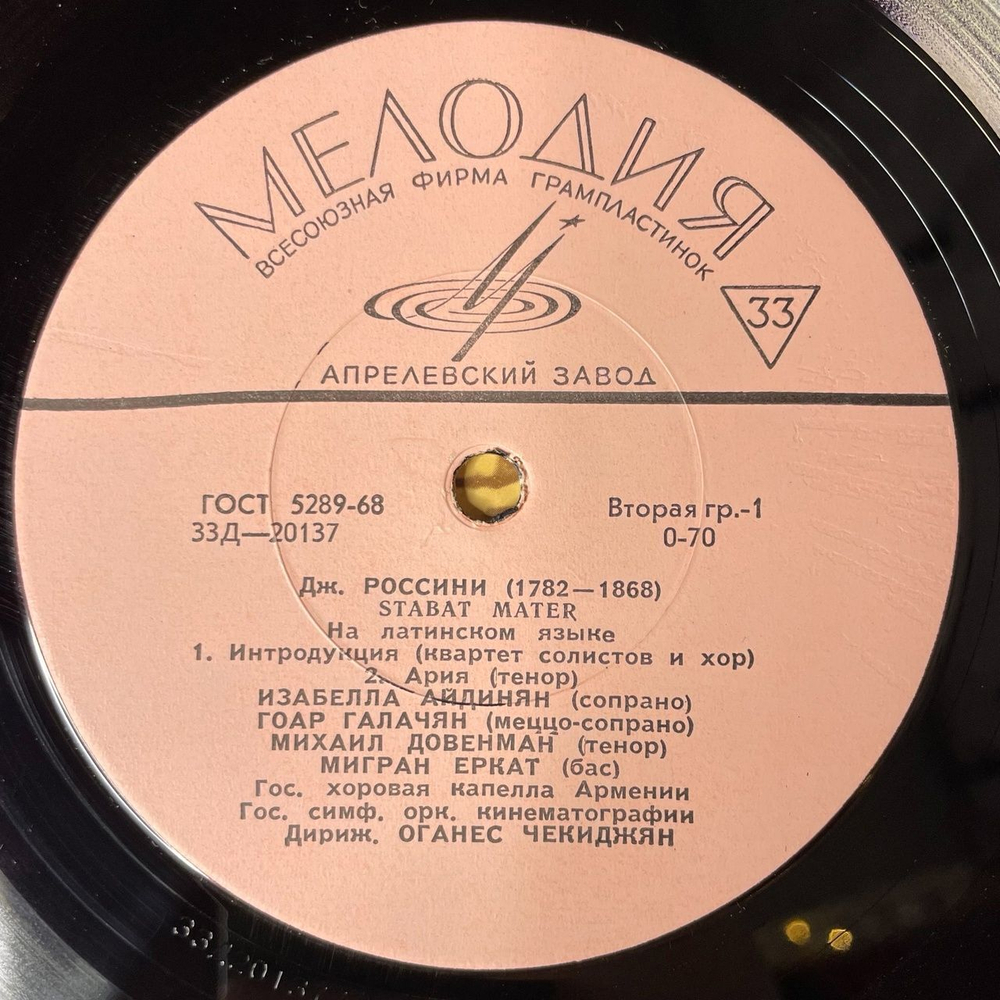 МЕЛОДИЯ
ВСЕСОЮЗНАЯ ФИРМА ГРАМПЛАСТИНОК
33
АПРЕЛЕВСКИЙ ЗАВОД
ГОСТ 5289-68
33Д—20137
Вторая гр.-1
0-70
Дж. РОССИНИ (1782—1868)
STABAT MATER
На латинском языке
1. Интродукция (квартет солистов и хор)
2. Ария (тенор)
ИЗАБЕЛЛА АЙДИНЯН (сопрано)
ГОАР ГАЛАЧЯН (меццо-сопрано)
МИХАИЛ ДОВЕНМАН (тенор)
МИГРАН ЕРКАТ (бас)
Гос. хоровая капелла Армении
Гос. симф. орк. кинематографии
Дириж. ОГАНЕС ЧЕКИДЖЯН